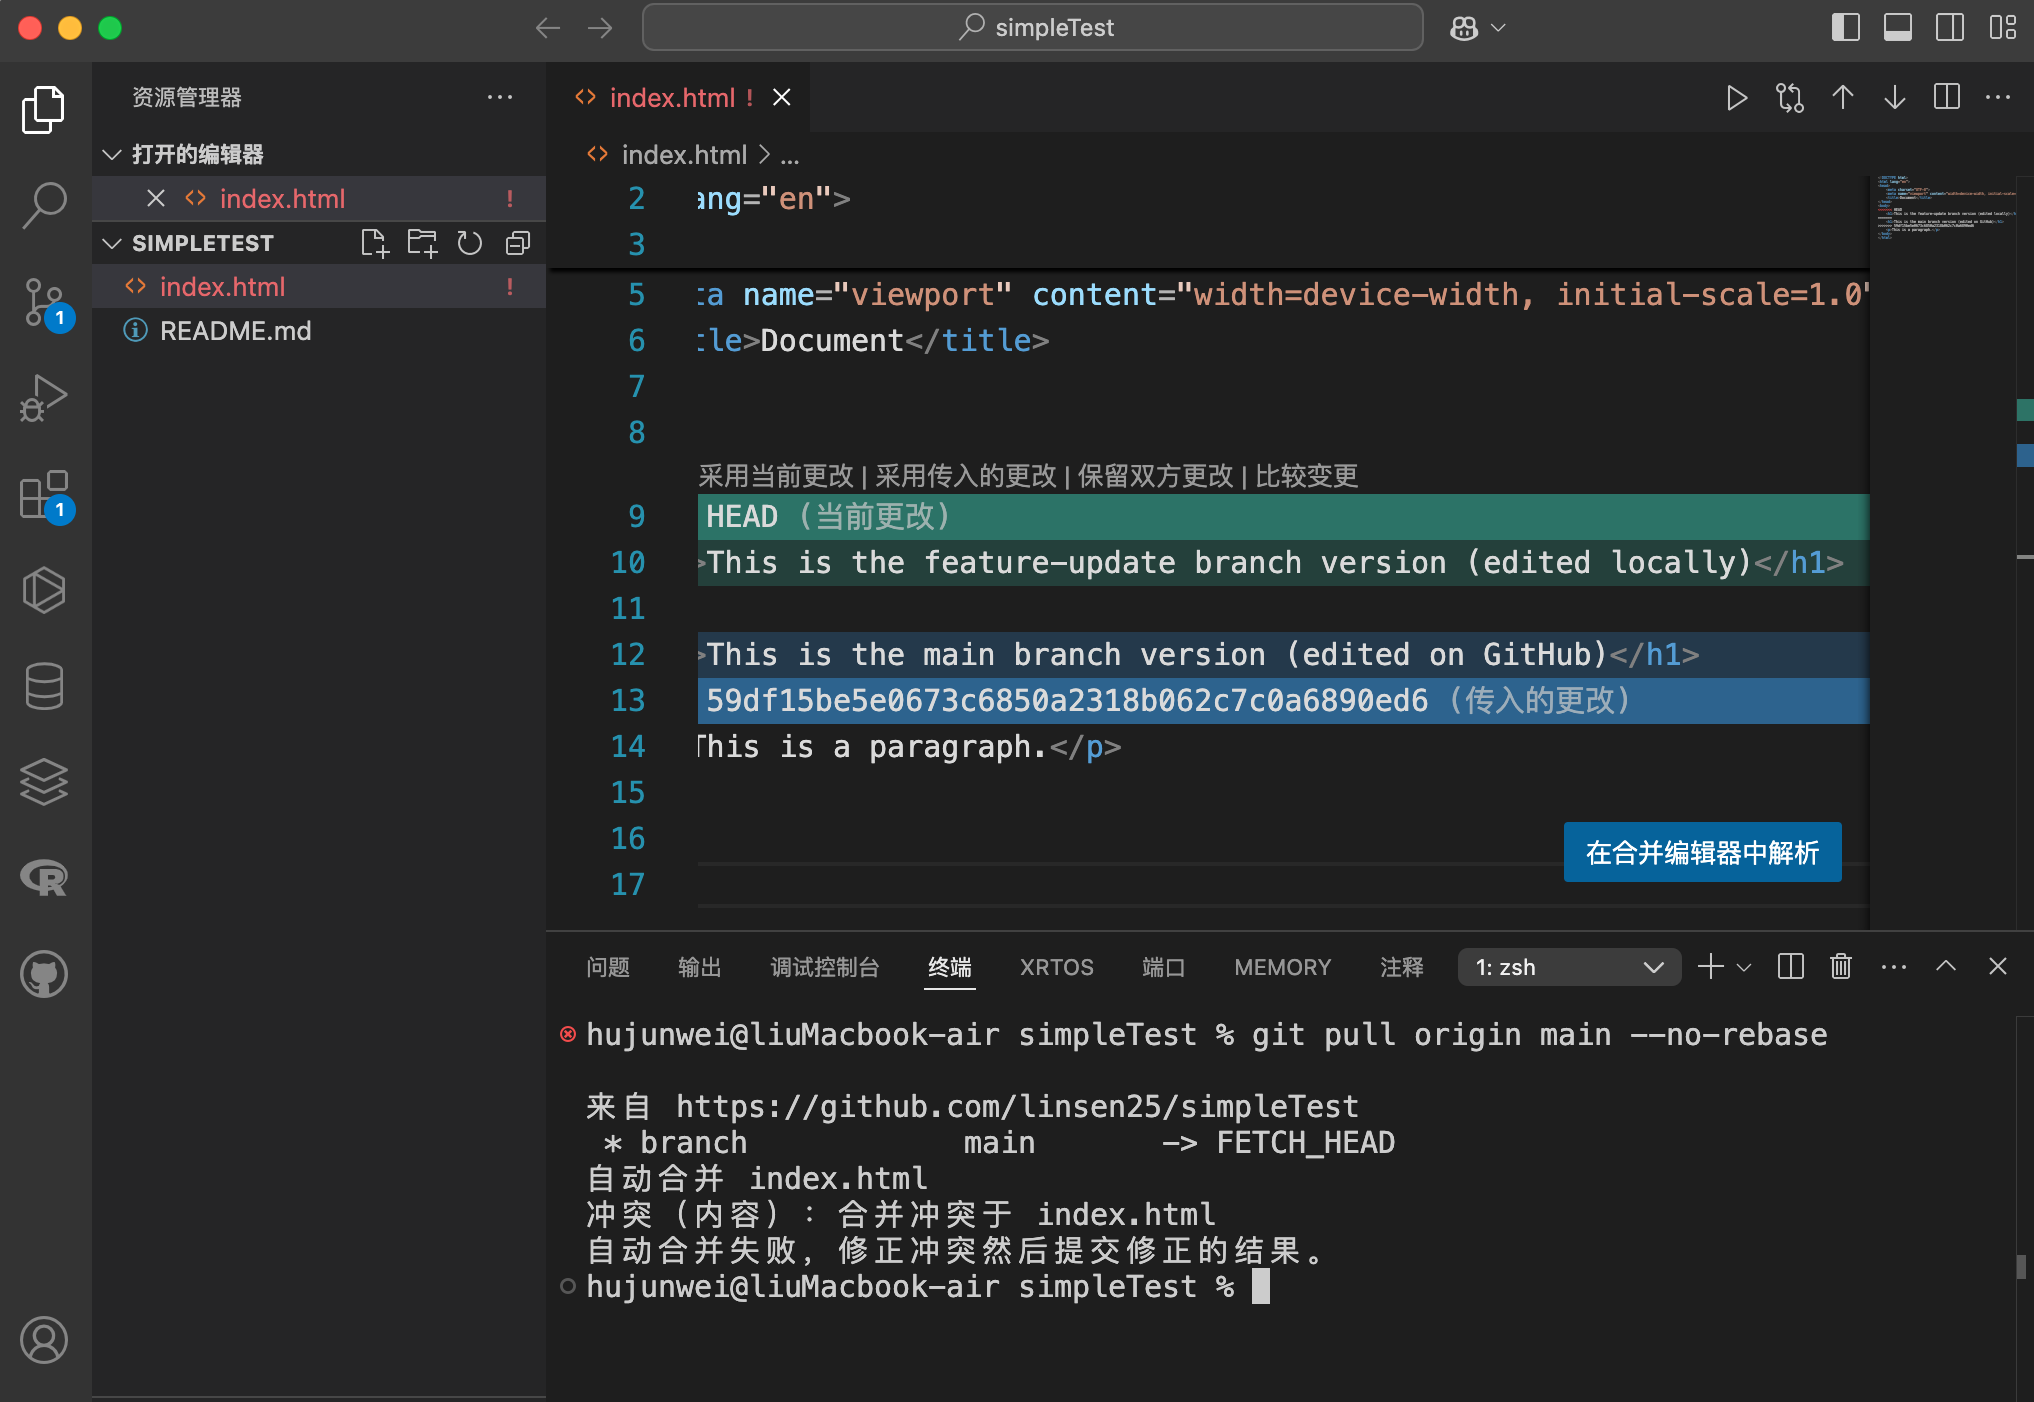 simpleTest
资源管理器
打开的编辑器
index.html !
SIMPLETEST
index.html !
README.md
1
1
index.html !
index.html > ...
2 ang="en">
3
5 ta name="viewport" content="width=device-width, initial-scale=1.0"
6 tle>Document</title>
7
8
采用当前更改 | 采用传入的更改 | 保留双方更改 | 比较变更
9 HEAD (当前更改)
10 >This is the feature-update branch version (edited locally)</h1>
11
12 >This is the main branch version (edited on GitHub)</h1>
13 59df15be5e0673c6850a2318b062c7c0a6890ed6 (传入的更改)
14 This is a paragraph.</p>
15
16
17
在合并编辑器中解析
问题 输出 调试控制台 终端 XRTOS 端口 MEMORY 注释 1: zsh
hujunwei@liuMacbook-air simpleTest % git pull origin main --no-rebase
来自 https://github.com/linsen25/simpleTest
* branch main -> FETCH_HEAD
自动合并 index.html
冲突（内容）：合并冲突于 index.html
自动合并失败，修正冲突然后提交修正的结果。
hujunwei@liuMacbook-air simpleTest %